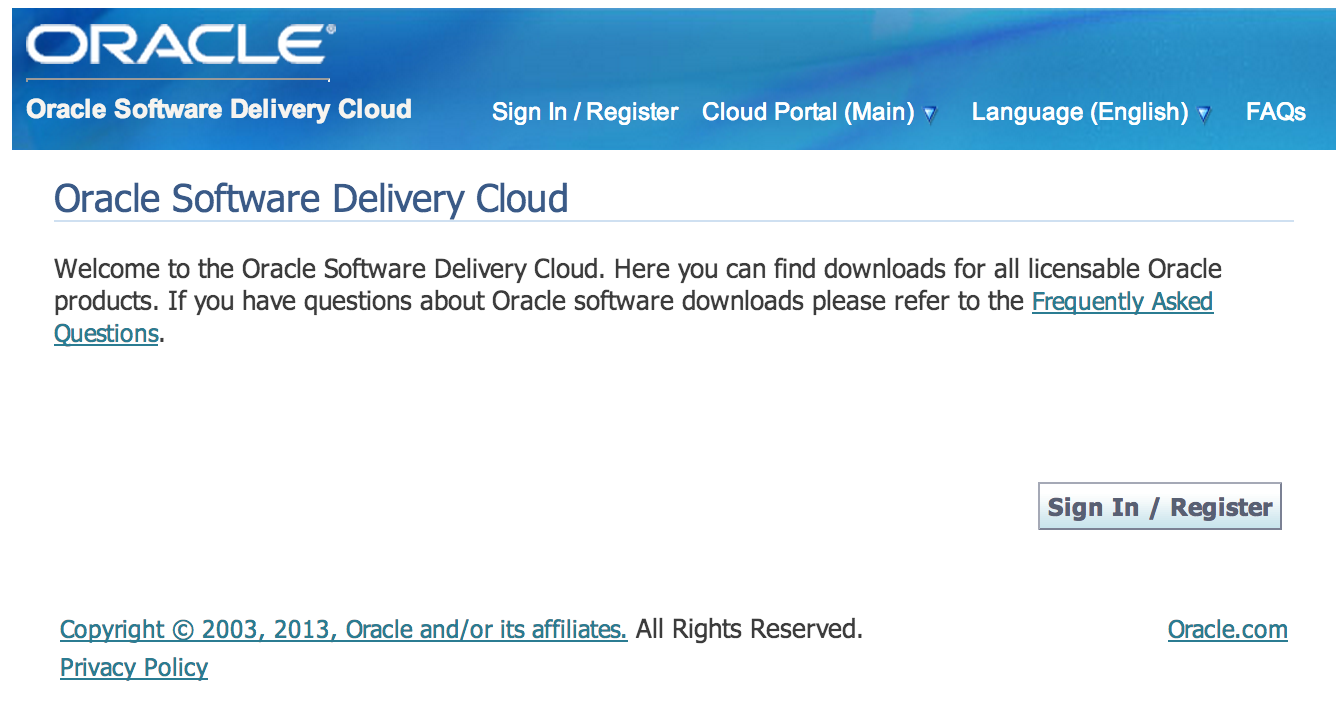 ORACLE®
Oracle Software Delivery Cloud Sign In / Register Cloud Portal (Main) Language (English) FAQs
Oracle Software Delivery Cloud
Welcome to the Oracle Software Delivery Cloud. Here you can find downloads for all licensable Oracle
products. If you have questions about Oracle software downloads please refer to the Frequently Asked
Questions.
Sign In / Register
Copyright © 2003, 2013, Oracle and/or its affiliates. All Rights Reserved. Oracle.com
Privacy Policy